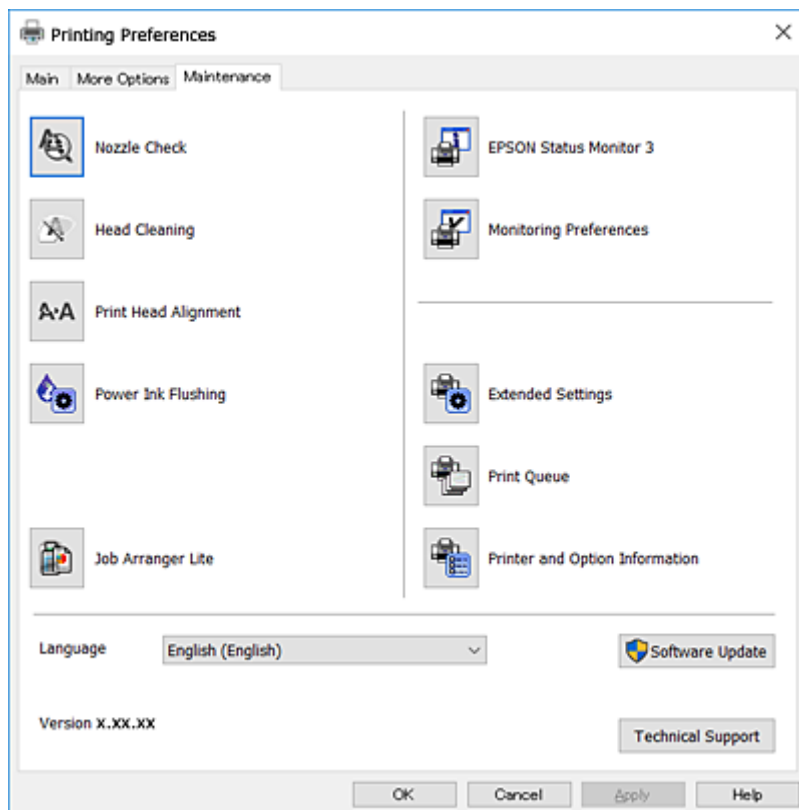 Printing Preferences
Main More Options Maintenance
Nozzle Check
Head Cleaning
A·A Print Head Alignment
Power Ink Flushing
Job Arranger Lite
EPSON Status Monitor 3
Monitoring Preferences
Extended Settings
Print Queue
Printer and Option Information
Language English (English) Software Update
Version X.XX.XX
Technical Support
OK Cancel Apply Help